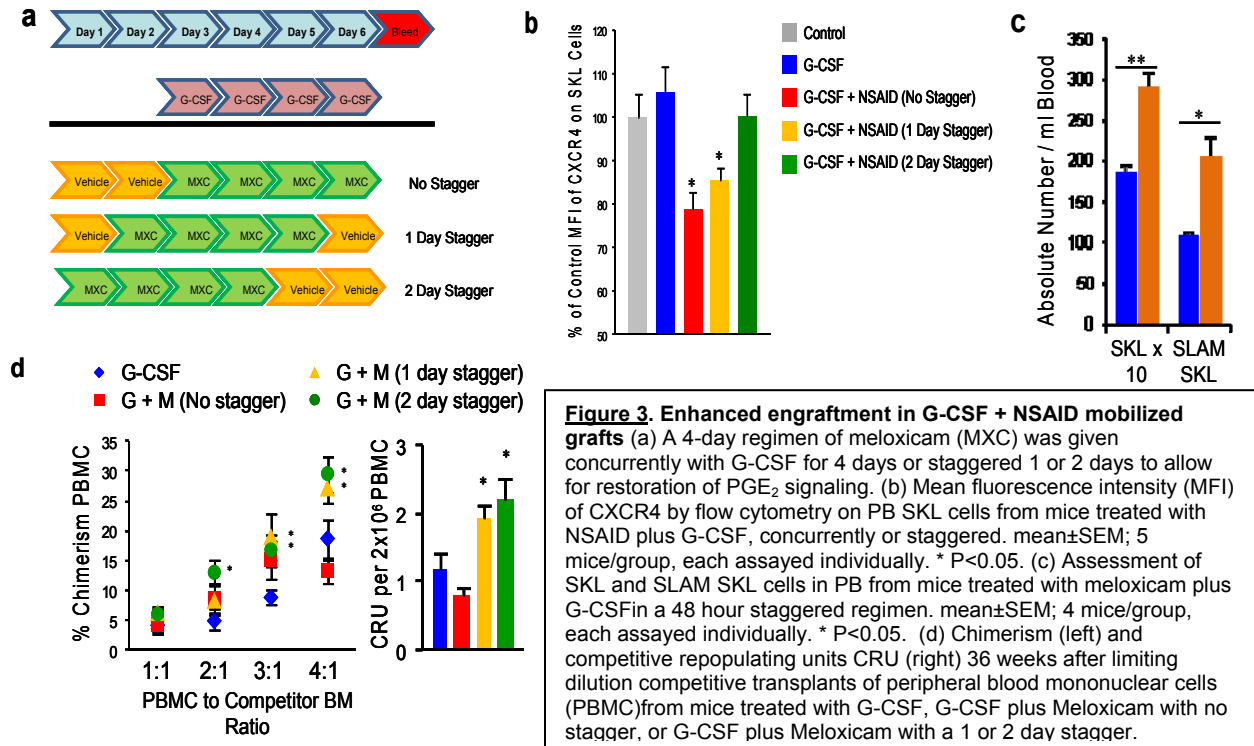 a
Day 1 Day 2 Day 3 Day 4 Day 5 Day 6 Bleed
G-CSF G-CSF G-CSF G-CSF
Vehicle Vehicle MXC MXC MXC MXC No Stagger
Vehicle MXC MXC MXC MXC Vehicle 1 Day Stagger
MXC MXC MXC MXC Vehicle Vehicle 2 Day Stagger
b
% of Control MFI of CXCR4 on SKL Cells
120
110
100
90
80
70
60
50
* *
Control
G-CSF
G-CSF + NSAID (No Stagger)
G-CSF + NSAID (1 Day Stagger)
G-CSF + NSAID (2 Day Stagger)
c
Absolute Number / ml Blood
350
300
250
200
150
100
50
0
**
*
SKL x SLAM
10 SKL
d
G-CSF G + M (1 day stagger)
G + M (No stagger) G + M (2 day stagger)
% Chimerism PBMC
35
30
25
20
15
10
5
0
*
*
*
*
*
1:1 2:1 3:1 4:1
PBMC to Competitor BM
Ratio
CRU per 2x10⁶ PBMC
3
2
1
0
* *
Figure 3. Enhanced engraftment in G-CSF + NSAID mobilized
grafts (a) A 4-day regimen of meloxicam (MXC) was given
concurrently with G-CSF for 4 days or staggered 1 or 2 days to allow
for restoration of PGE₂ signaling. (b) Mean fluorescence intensity (MFI)
of CXCR4 by flow cytometry on PB SKL cells from mice treated with
NSAID plus G-CSF, concurrently or staggered. mean±SEM; 5
mice/group, each assayed individually. * P<0.05. (c) Assessment of
SKL and SLAM SKL cells in PB from mice treated with meloxicam plus
G-CSFin a 48 hour staggered regimen. mean±SEM; 4 mice/group,
each assayed individually. * P<0.05. (d) Chimerism (left) and
competitive repopulating units CRU (right) 36 weeks after limiting
dilution competitive transplants of peripheral blood mononuclear cells
(PBMC)from mice treated with G-CSF, G-CSF plus Meloxicam with no
stagger, or G-CSF plus Meloxicam with a 1 or 2 day stagger.